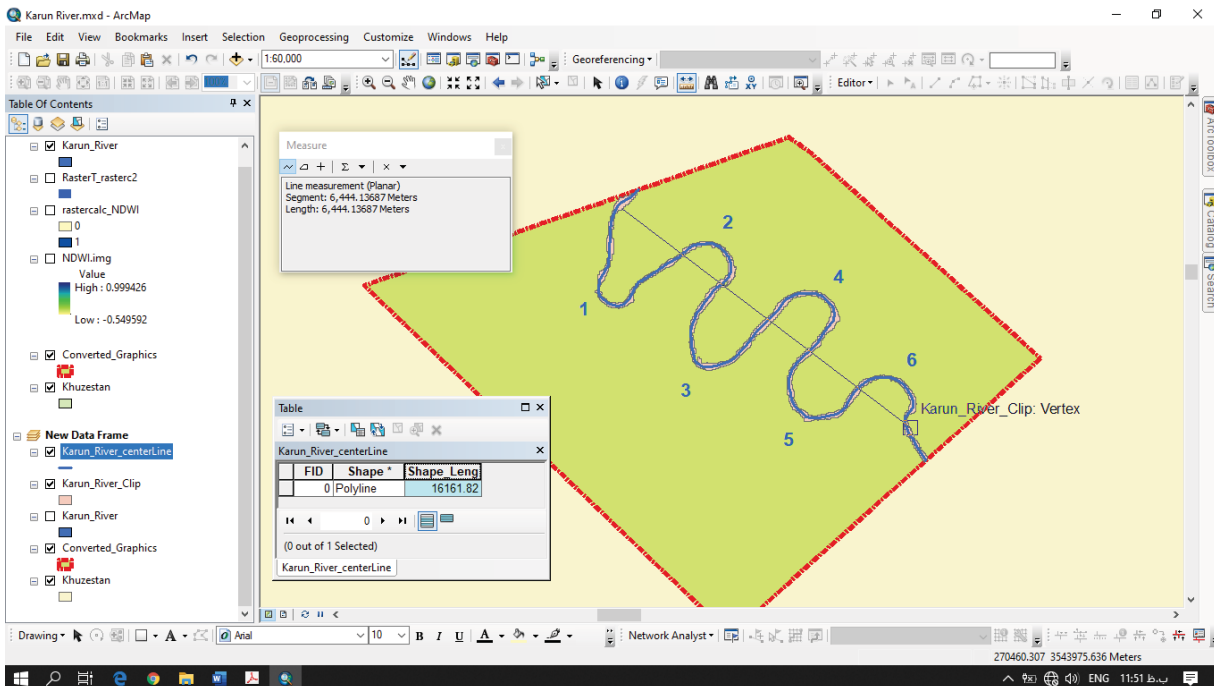 Karun River.mxd - ArcMap
File Edit View Bookmarks Insert Selection Geoprocessing Customize Windows Help
1:60,000
Georeferencing
Editor
Table Of Contents
Karun_River
RasterT_rasterc2
rastercalc_NDWI
0
1
NDWI.img
Value
High : 0.999426
Low : -0.549592
Converted_Graphics
Khuzestan
New Data Frame
Karun_River_centerLine
Karun_River_Clip
Karun_River
Converted_Graphics
Khuzestan
Measure
Line measurement (Planar)
Segment: 6,444.13687 Meters
Length: 6,444.13687 Meters
1
2
3
4
5
6
Karun_River_Clip: Vertex
Table
Karun_River_centerLine
FID Shape * Shape_Leng
0 Polyline 16161.82
0
(0 out of 1 Selected)
Karun_River_centerLine
ArcToolbox
Catalog
Search
Drawing
Arial
10
B I U A
Network Analyst
270460.307 3543975.636 Meters
ENG 11:51 ب.ظ